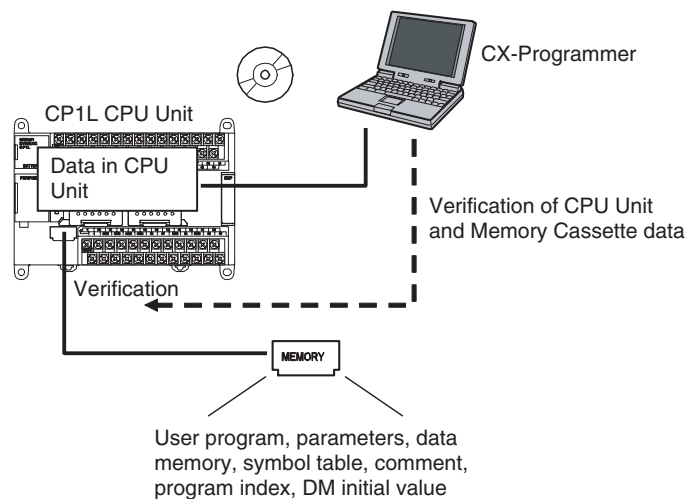 CX-Programmer
CP1L CPU Unit
Data in CPU
Unit
Verification of CPU Unit
and Memory Cassette data
Verification
MEMORY
User program, parameters, data
memory, symbol table, comment,
program index, DM initial value